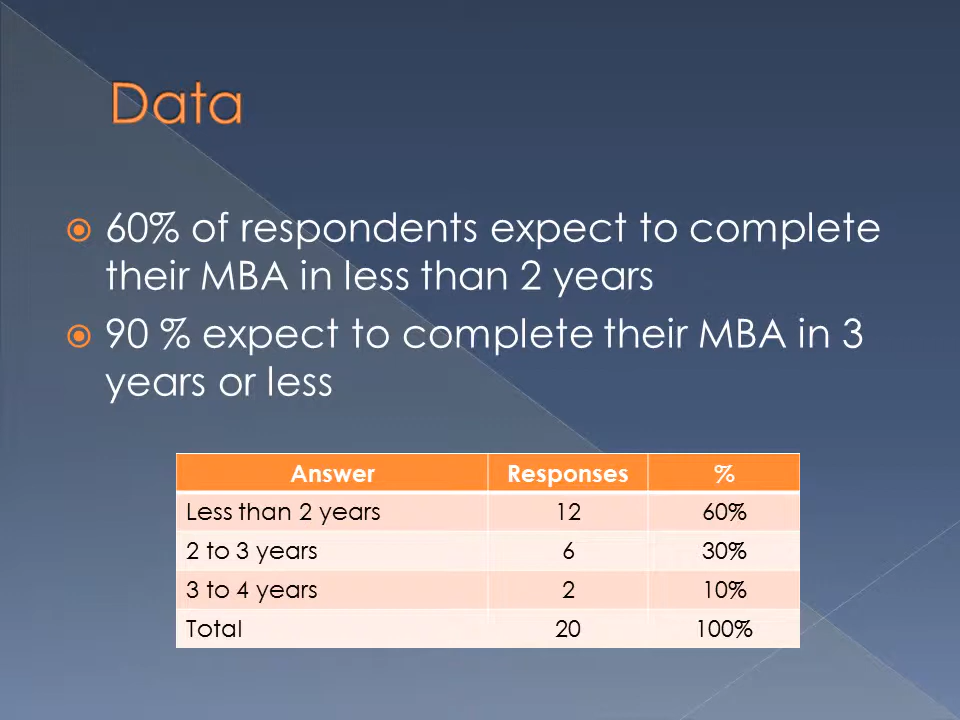 Data
60% of respondents expect to complete
their MBA in less than 2 years
90 % expect to complete their MBA in 3
years or less
Answer Responses %
Less than 2 years 12 60%
2 to 3 years 6 30%
3 to 4 years 2 10%
Total 20 100%